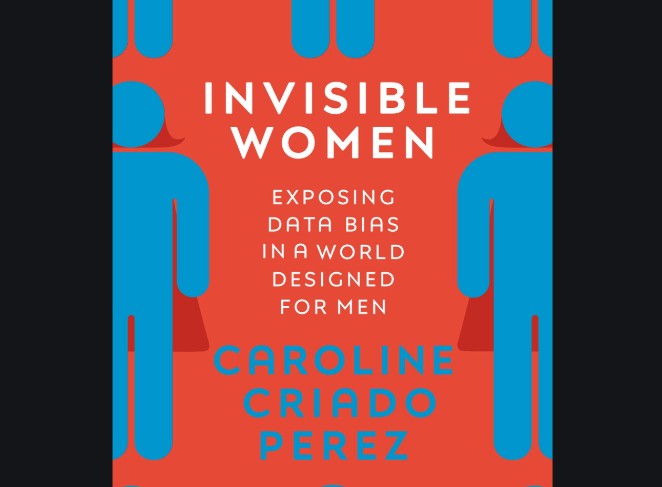 INVISIBLE
WOMEN
EXPOSING
DATA BIAS
IN A WORLD
DESIGNED
FOR MEN
CAROLINE
CRIADO
PEREZ